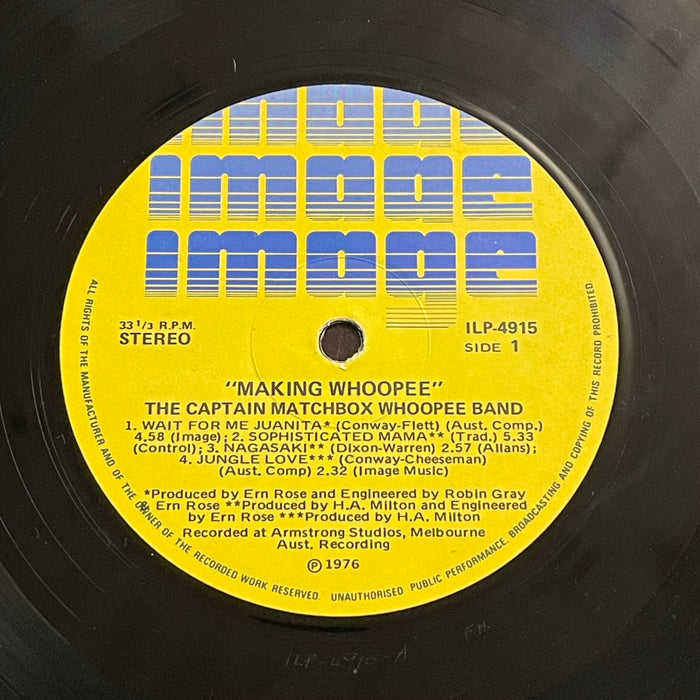 image
image
image
33 1/3 R.P.M.
STEREO
ILP-4915
SIDE 1
"MAKING WHOOPEE"
THE CAPTAIN MATCHBOX WHOOPEE BAND
1. WAIT FOR ME JUANITA* (Conway-Flett) (Aust. Comp.)
4.58 (Image); 2. SOPHISTICATED MAMA** (Trad.) 5.33
(Control); 3. NAGASAKI** (Dixon-Warren) 2.57 (Allans);
4. JUNGLE LOVE*** (Conway-Cheeseman)
(Aust. Comp) 2.32 (Image Music)
*Produced by Ern Rose and Engineered by Robin Gray
& Ern Rose **Produced by H.A. Milton and Engineered
by Ern Rose ***Produced by H.A. Milton
Recorded at Armstrong Studios, Melbourne
Aust. Recording
℗ 1976
ALL RIGHTS OF THE MANUFACTURER AND OF THE OWNER OF THE RECORDED WORK RESERVED. UNAUTHORISED PUBLIC PERFORMANCE, BROADCASTING AND COPYING OF THIS RECORD PROHIBITED.
ILP-4915-A